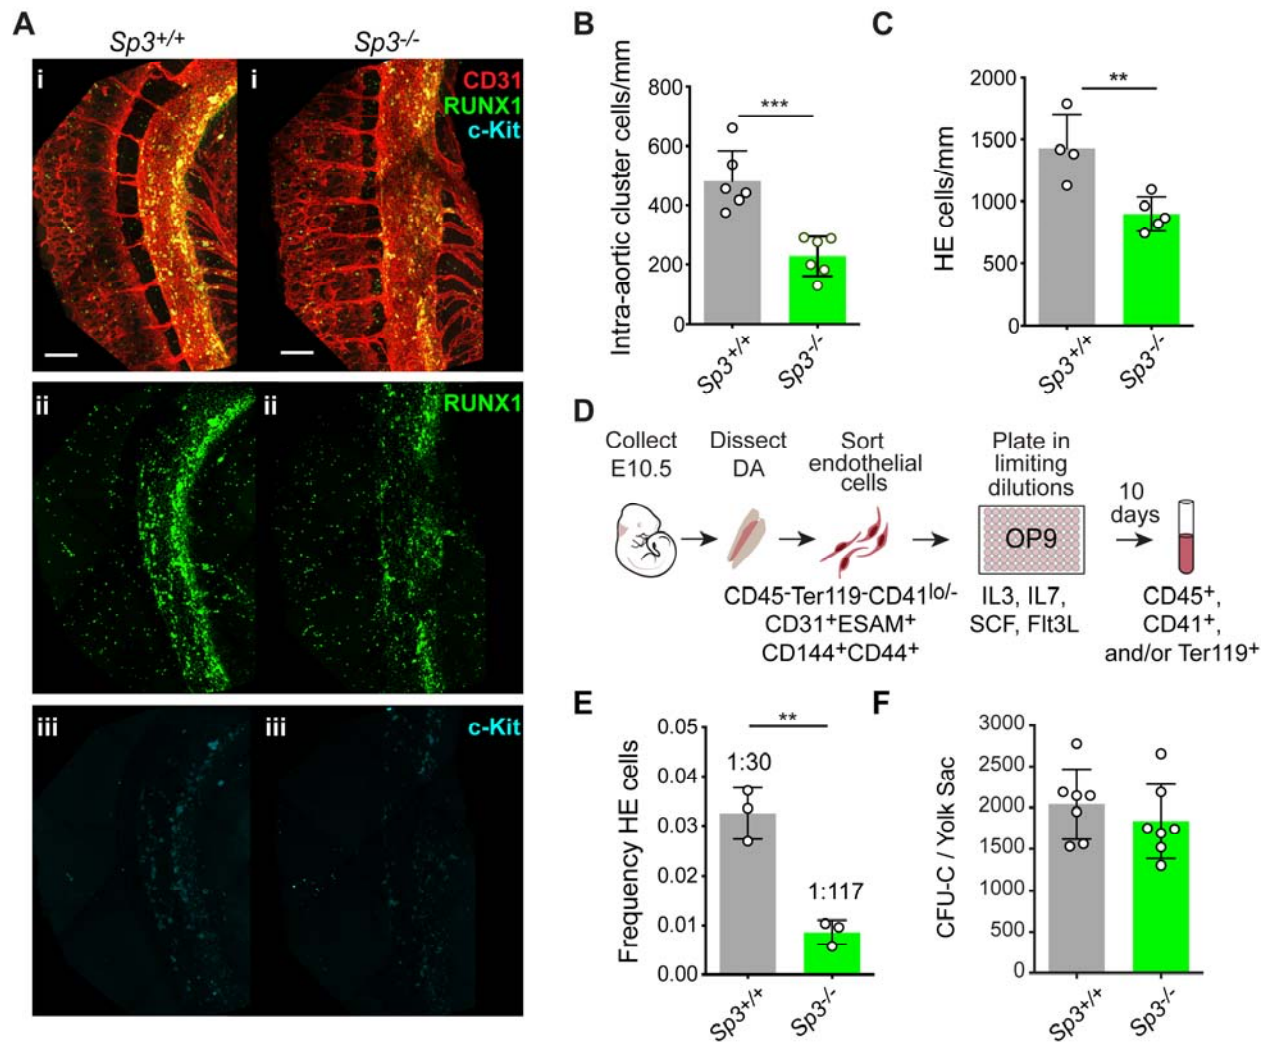 A
Sp3+/+
Sp3-/-
i
i
CD31
RUNX1
c-Kit
ii
ii
RUNX1
iii
iii
c-Kit
B
Intra-aortic cluster cells/mm
800
600
400
200
0
***
Sp3+/+
Sp3-/-
C
HE cells/mm
2000
1500
1000
500
0
**
Sp3+/+
Sp3-/-
D
Collect
E10.5
Dissect
DA
Sort
endothelial
cells
Plate in
limiting
dilutions
10
days
OP9
CD45-Ter119-CD41lo/-
CD31+ESAM+
CD144+CD44+
IL3, IL7,
SCF, Flt3L
CD45+,
CD41+,
and/or Ter119+
E
Frequency HE cells
0.05
0.04
0.03
0.02
0.01
0.00
**
1:30
1:117
Sp3+/+
Sp3-/-
F
CFU-C / Yolk Sac
3000
2500
2000
1500
1000
500
0
Sp3+/+
Sp3-/-